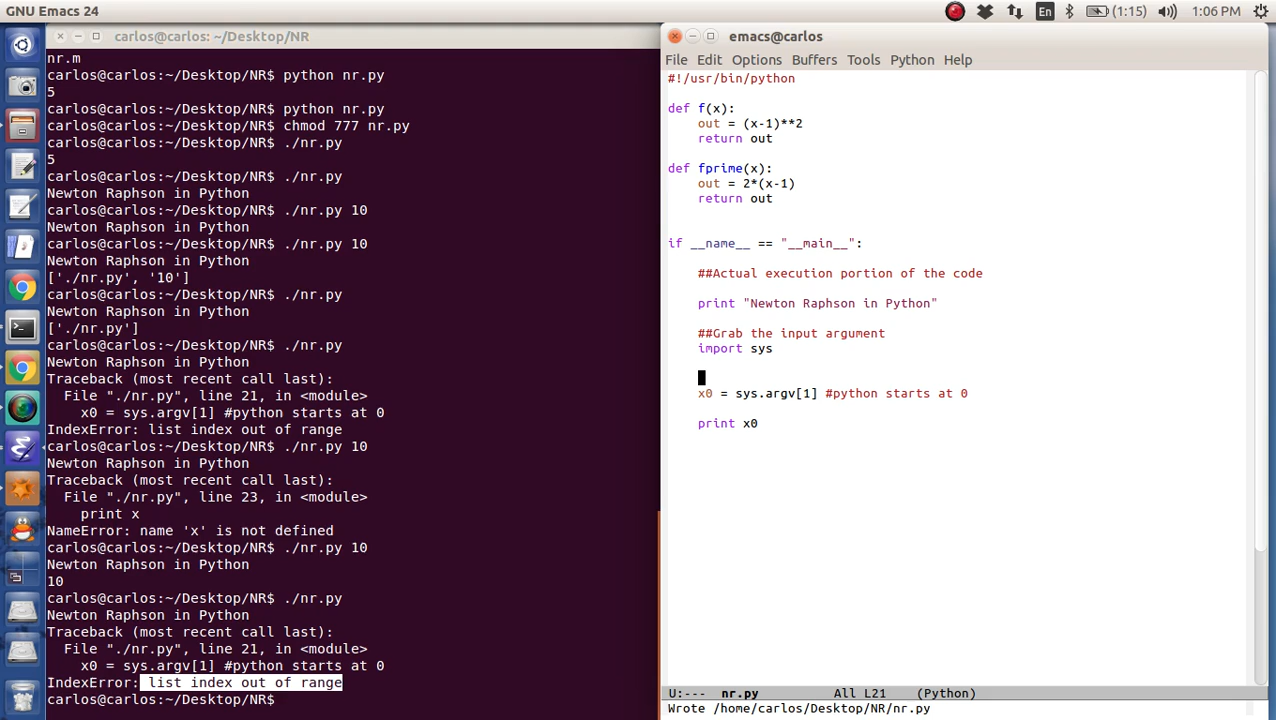 GNU Emacs 24
En
(1:15)
1:06 PM
carlos@carlos: ~/Desktop/NR
nr.m
carlos@carlos:~/Desktop/NR$ python nr.py
5
carlos@carlos:~/Desktop/NR$ python nr.py
carlos@carlos:~/Desktop/NR$ chmod 777 nr.py
carlos@carlos:~/Desktop/NR$ ./nr.py
5
carlos@carlos:~/Desktop/NR$ ./nr.py
Newton Raphson in Python
carlos@carlos:~/Desktop/NR$ ./nr.py 10
Newton Raphson in Python
carlos@carlos:~/Desktop/NR$ ./nr.py 10
Newton Raphson in Python
['./nr.py', '10']
carlos@carlos:~/Desktop/NR$ ./nr.py
Newton Raphson in Python
['./nr.py']
carlos@carlos:~/Desktop/NR$ ./nr.py
Newton Raphson in Python
Traceback (most recent call last):
  File "./nr.py", line 21, in <module>
    x0 = sys.argv[1] #python starts at 0
IndexError: list index out of range
carlos@carlos:~/Desktop/NR$ ./nr.py 10
Newton Raphson in Python
Traceback (most recent call last):
  File "./nr.py", line 23, in <module>
    print x
NameError: name 'x' is not defined
carlos@carlos:~/Desktop/NR$ ./nr.py 10
Newton Raphson in Python
10
carlos@carlos:~/Desktop/NR$ ./nr.py
Newton Raphson in Python
Traceback (most recent call last):
  File "./nr.py", line 21, in <module>
    x0 = sys.argv[1] #python starts at 0
IndexError: list index out of range
carlos@carlos:~/Desktop/NR$
emacs@carlos
File Edit Options Buffers Tools Python Help
#!/usr/bin/python
def f(x):
    out = (x-1)**2
    return out
def fprime(x):
    out = 2*(x-1)
    return out
if __name__ == "__main__":
    ##Actual execution portion of the code
    print "Newton Raphson in Python"
    ##Grab the input argument
    import sys
    x0 = sys.argv[1] #python starts at 0
    print x0
U:--- nr.py All L21 (Python)
Wrote /home/carlos/Desktop/NR/nr.py